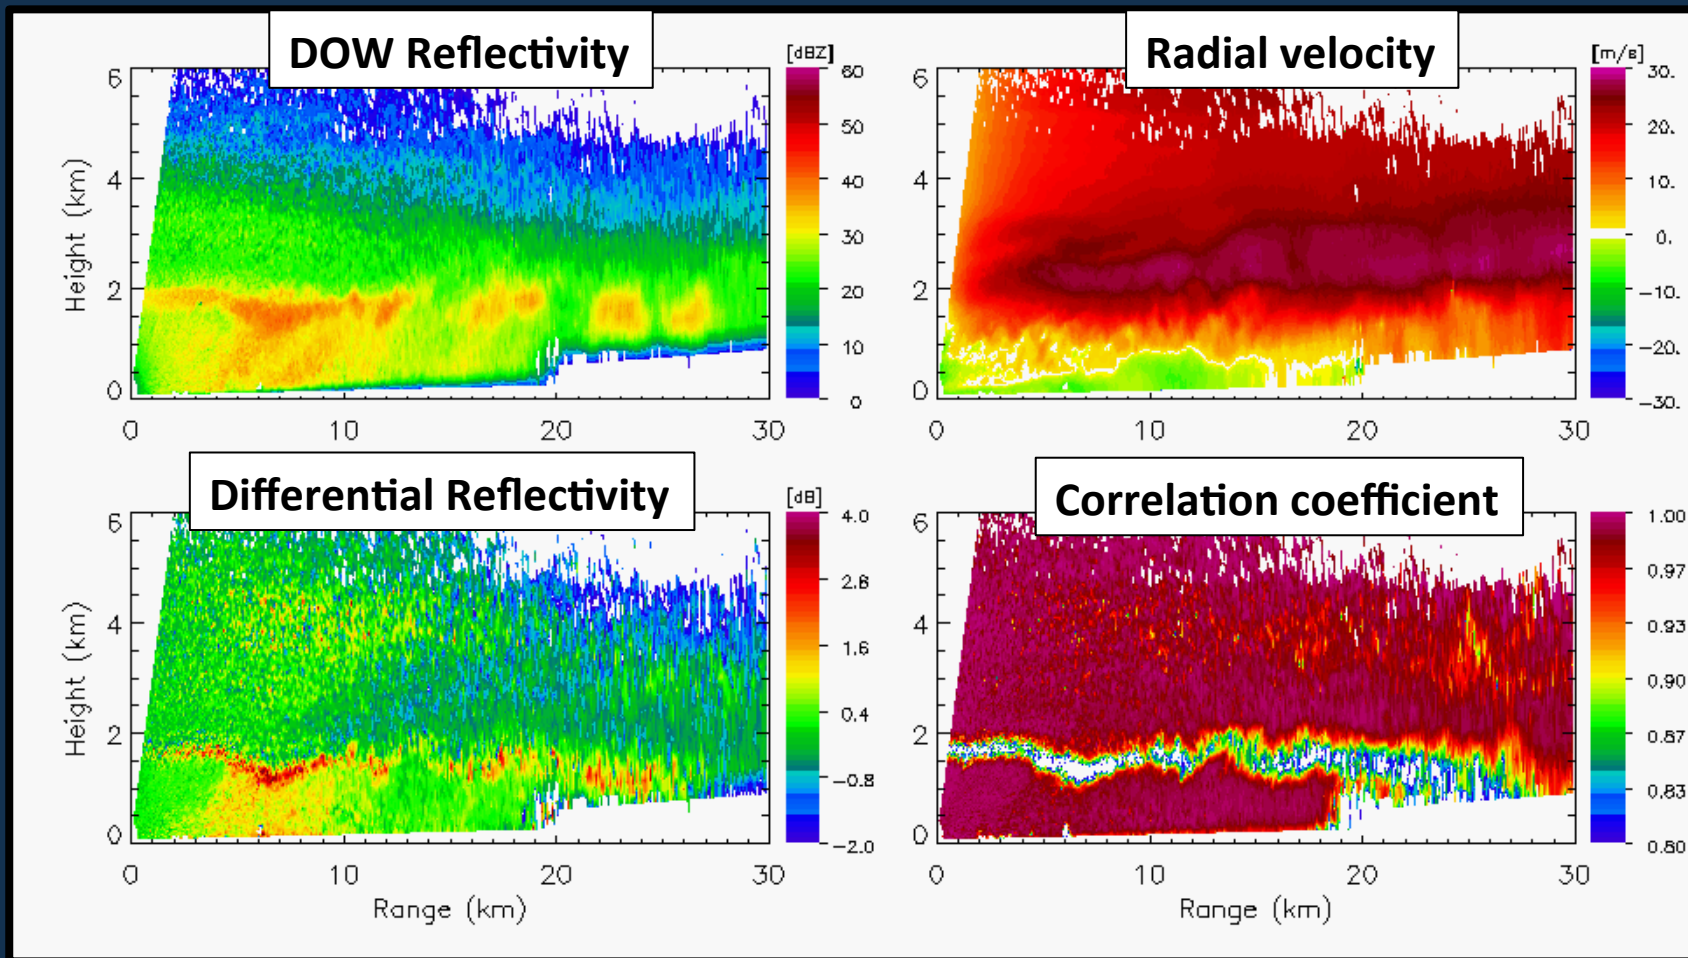 DOW Reflectivity
[dBZ]
6
4
2
0
Height (km)
0 10 20 30
60
50
40
30
20
10
0
Radial velocity
[m/s]
6
4
2
0
0 10 20 30
30.
20.
10.
0.
-10.
-20.
-30.
Differential Reflectivity
[dB]
6
4
2
0
Height (km)
0 10 20 30
Range (km)
4.0
2.8
1.6
0.4
-0.8
-2.0
Correlation coefficient
6
4
2
0
0 10 20 30
Range (km)
1.00
0.97
0.93
0.90
0.87
0.83
0.80